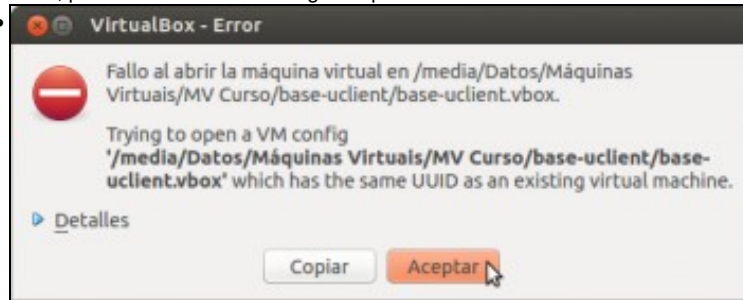 VirtualBox - Error
Fallo al abrir la máquina virtual en /media/Datos/Máquinas
Virtuais/MV Curso/base-uclient/base-uclient.vbox.
Trying to open a VM config
'/media/Datos/Máquinas Virtuais/MV Curso/base-uclient/base-
uclient.vbox' which has the same UUID as an existing virtual machine.
Detalles
Copiar Aceptar